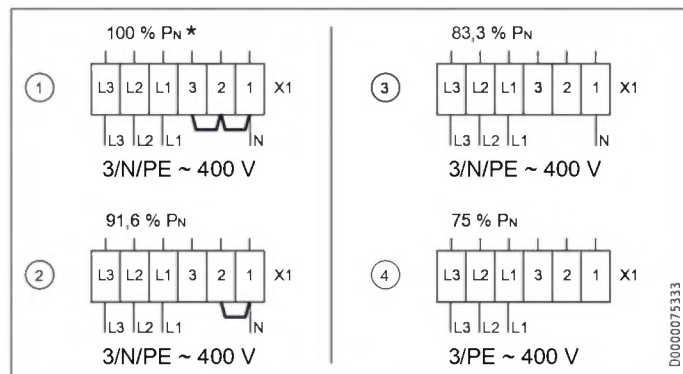 100 % PN *
1 L3 L2 L1 3 2 1 X1
L3 L2 L1 N
3/N/PE ~ 400 V
91,6 % PN
2 L3 L2 L1 3 2 1 X1
L3 L2 L1 N
3/N/PE ~ 400 V
83,3 % PN
3 L3 L2 L1 3 2 1 X1
L3 L2 L1 N
3/N/PE ~ 400 V
75 % PN
4 L3 L2 L1 3 2 1 X1
L3 L2 L1
3/PE ~ 400 V
D0000075333